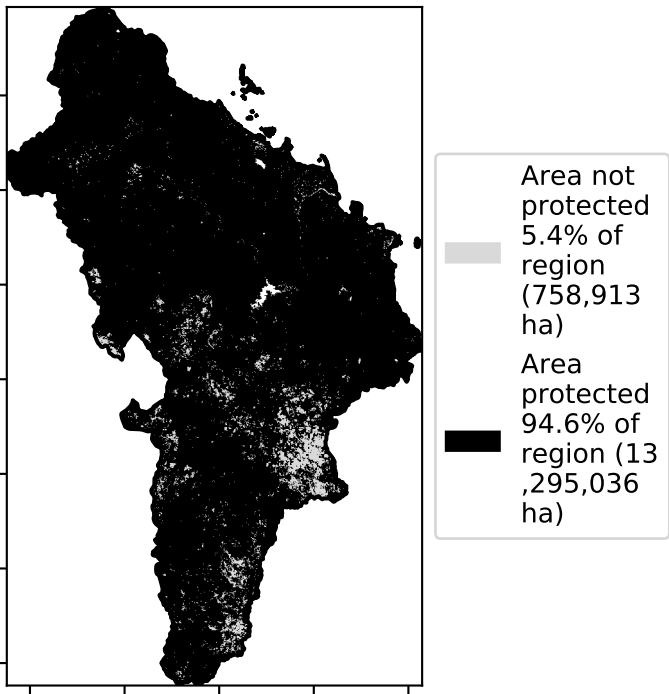 Area not
protected
5.4% of
region
(758,913
ha)
Area
protected
94.6% of
region (13
,295,036
ha)